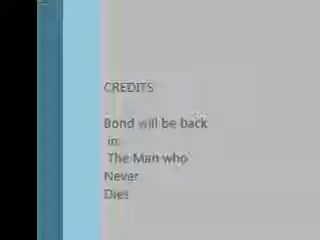 CREDITS
Bond will be back
in:
The Man who
Never
Dies